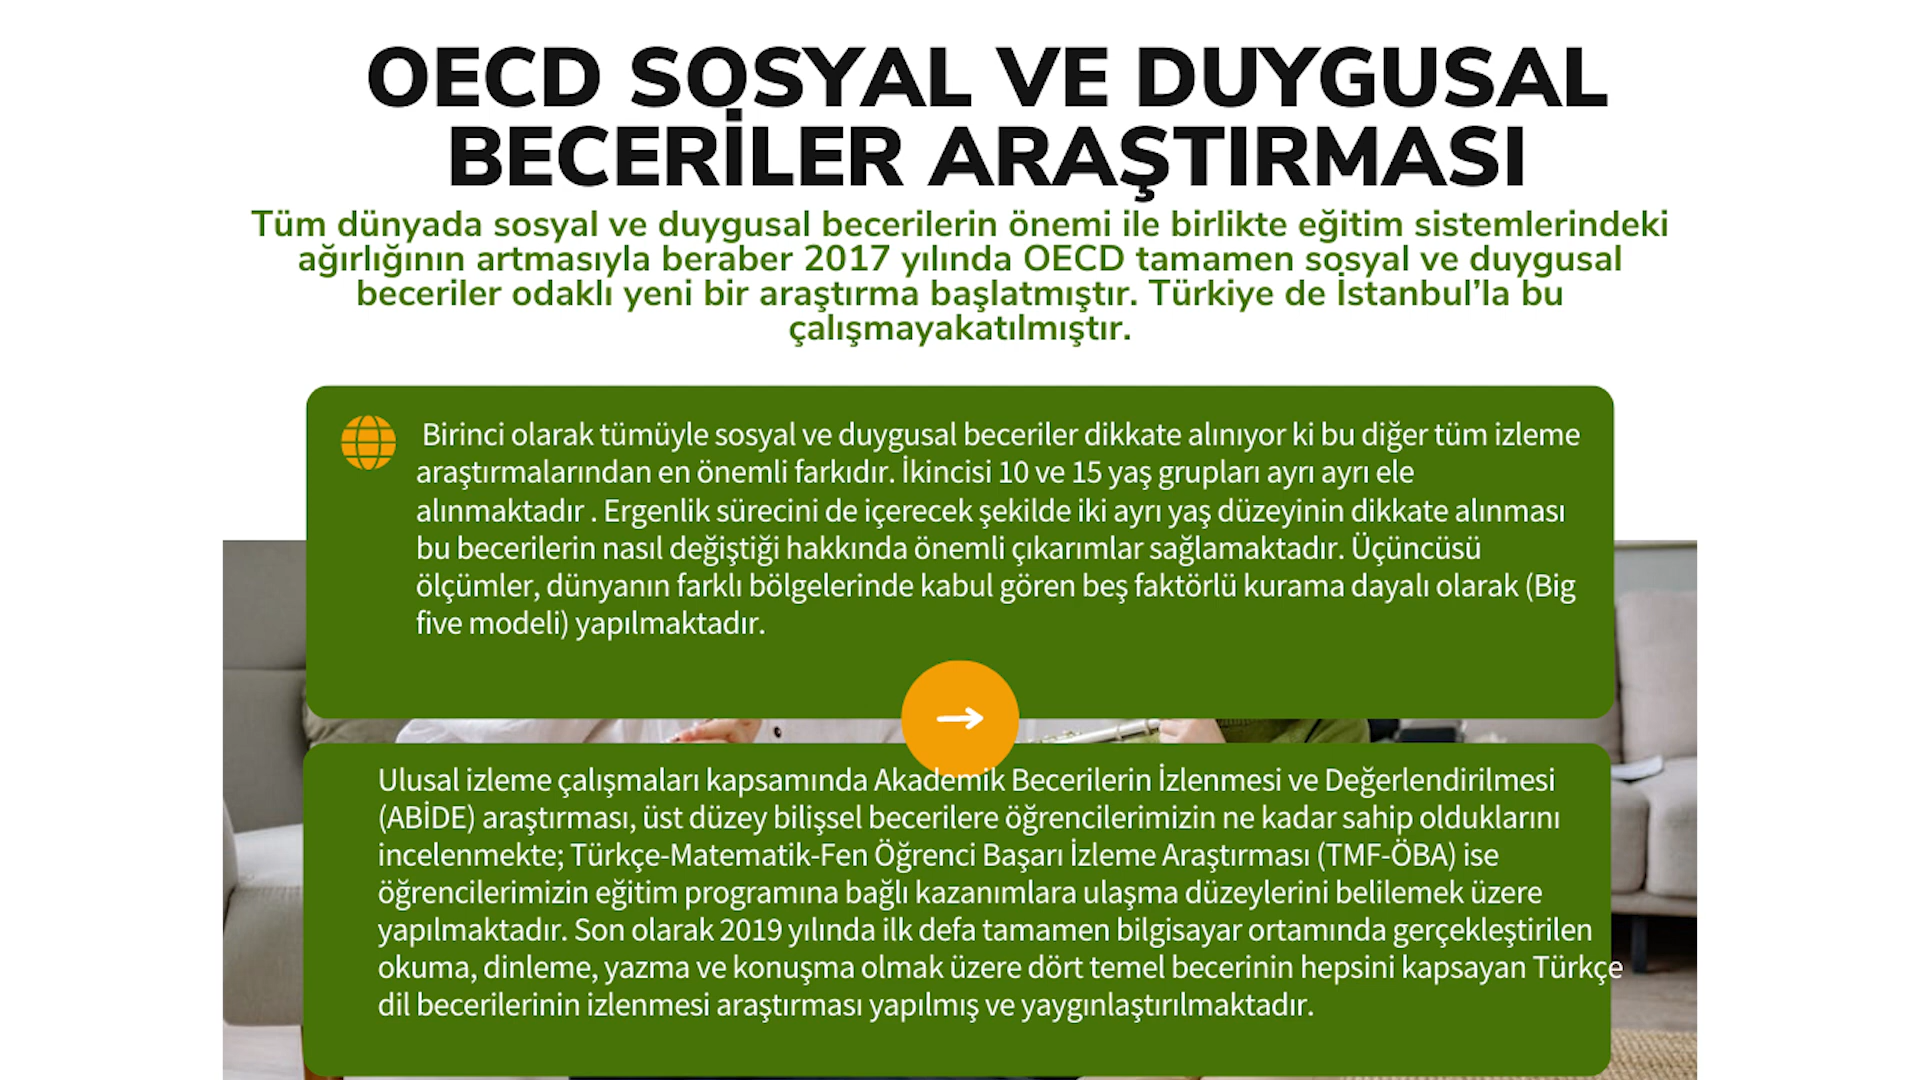 OECD SOSYAL VE DUYGUSAL
BECERİLER ARAŞTIRMASI
Tüm dünyada sosyal ve duygusal becerilerin önemi ile birlikte eğitim sistemlerindeki
ağırlığının artmasıyla beraber 2017 yılında OECD tamamen sosyal ve duygusal
beceriler odaklı yeni bir araştırma başlatmıştır. Türkiye de İstanbul’la bu
çalışmayakatılmıştır.
Birinci olarak tümüyle sosyal ve duygusal beceriler dikkate alınıyor ki bu diğer tüm izleme
araştırmalarından en önemli farkıdır. İkincisi 10 ve 15 yaş grupları ayrı ayrı ele
alınmaktadır . Ergenlik sürecini de içerecek şekilde iki ayrı yaş düzeyinin dikkate alınması
bu becerilerin nasıl değiştiği hakkında önemli çıkarımlar sağlamaktadır. Üçüncüsü
ölçümler, dünyanın farklı bölgelerinde kabul gören beş faktörlü kurama dayalı olarak (Big
five modeli) yapılmaktadır.
Ulusal izleme çalışmaları kapsamında Akademik Becerilerin İzlenmesi ve Değerlendirilmesi
(ABİDE) araştırması, üst düzey bilişsel becerilere öğrencilerimizin ne kadar sahip olduklarını
incelenmekte; Türkçe-Matematik-Fen Öğrenci Başarı İzleme Araştırması (TMF-ÖBA) ise
öğrencilerimizin eğitim programına bağlı kazanımlara ulaşma düzeylerini belilemek üzere
yapılmaktadır. Son olarak 2019 yılında ilk defa tamamen bilgisayar ortamında gerçekleştirilen
okuma, dinleme, yazma ve konuşma olmak üzere dört temel becerinin hepsini kapsayan Türkçe
dil becerilerinin izlenmesi araştırması yapılmış ve yaygınlaştırılmaktadır.